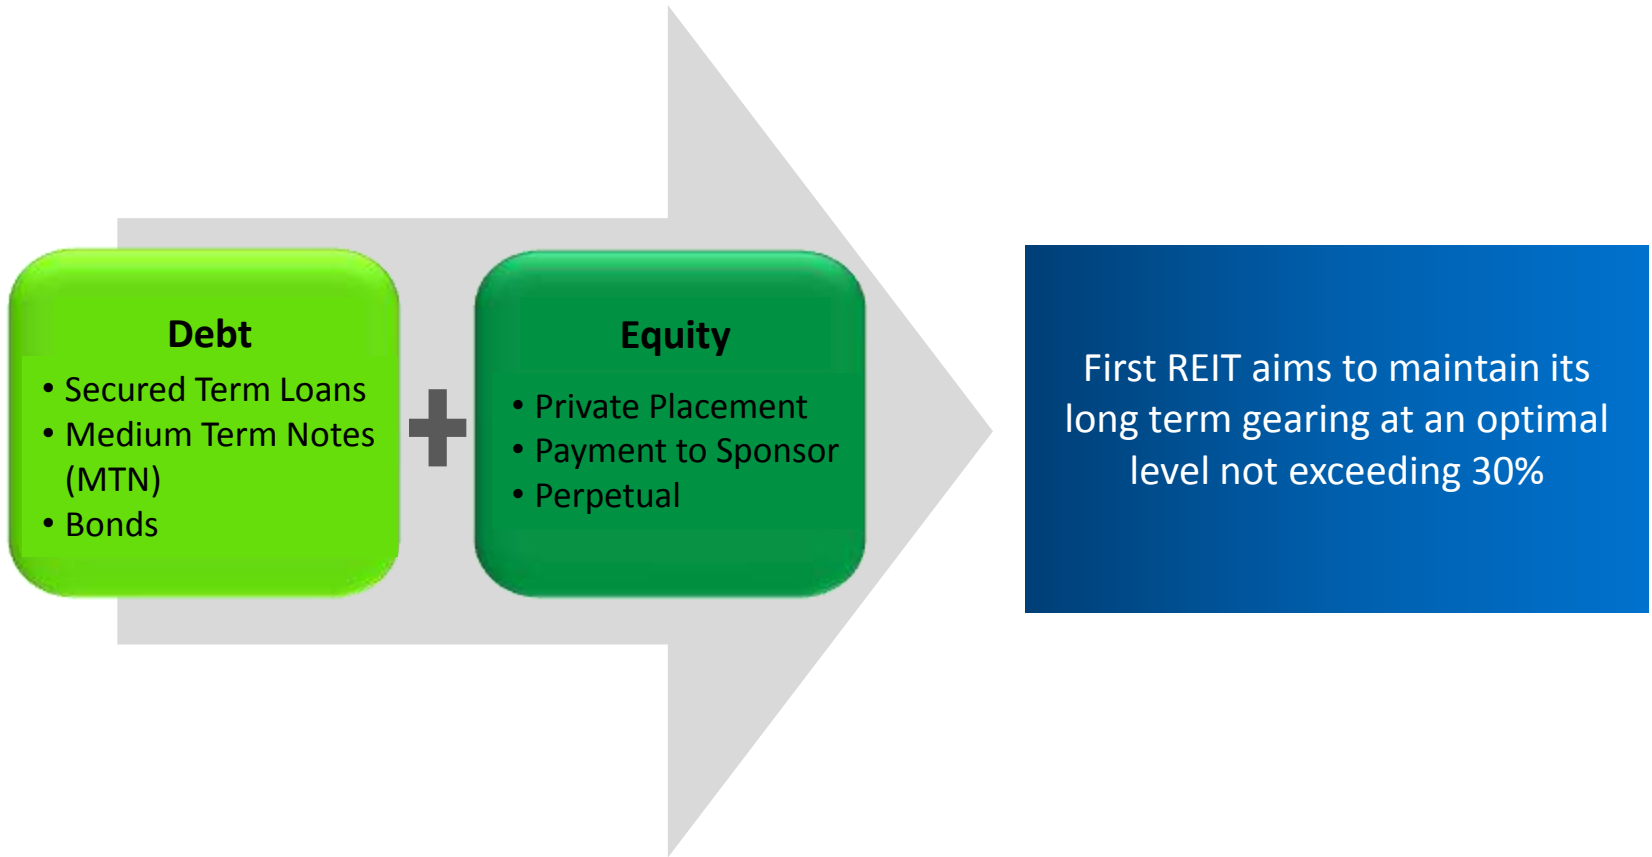 Debt
• Secured Term Loans
• Medium Term Notes
(MTN)
• Bonds
Equity
• Private Placement
• Payment to Sponsor
• Perpetual
First REIT aims to maintain its
long term gearing at an optimal
level not exceeding 30%